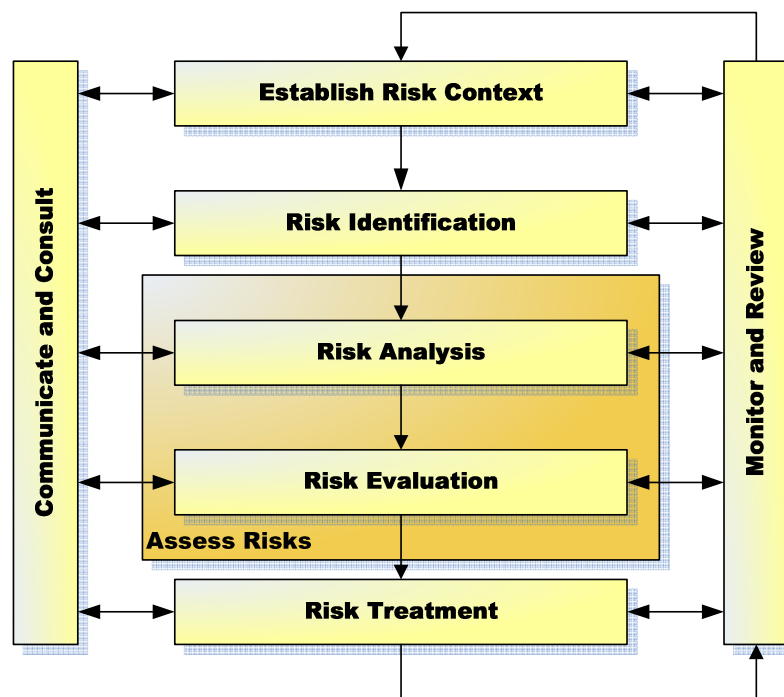 Establish Risk Context
Risk Identification
Risk Analysis
Risk Evaluation
Assess Risks
Risk Treatment
Communicate and Consult
Monitor and Review